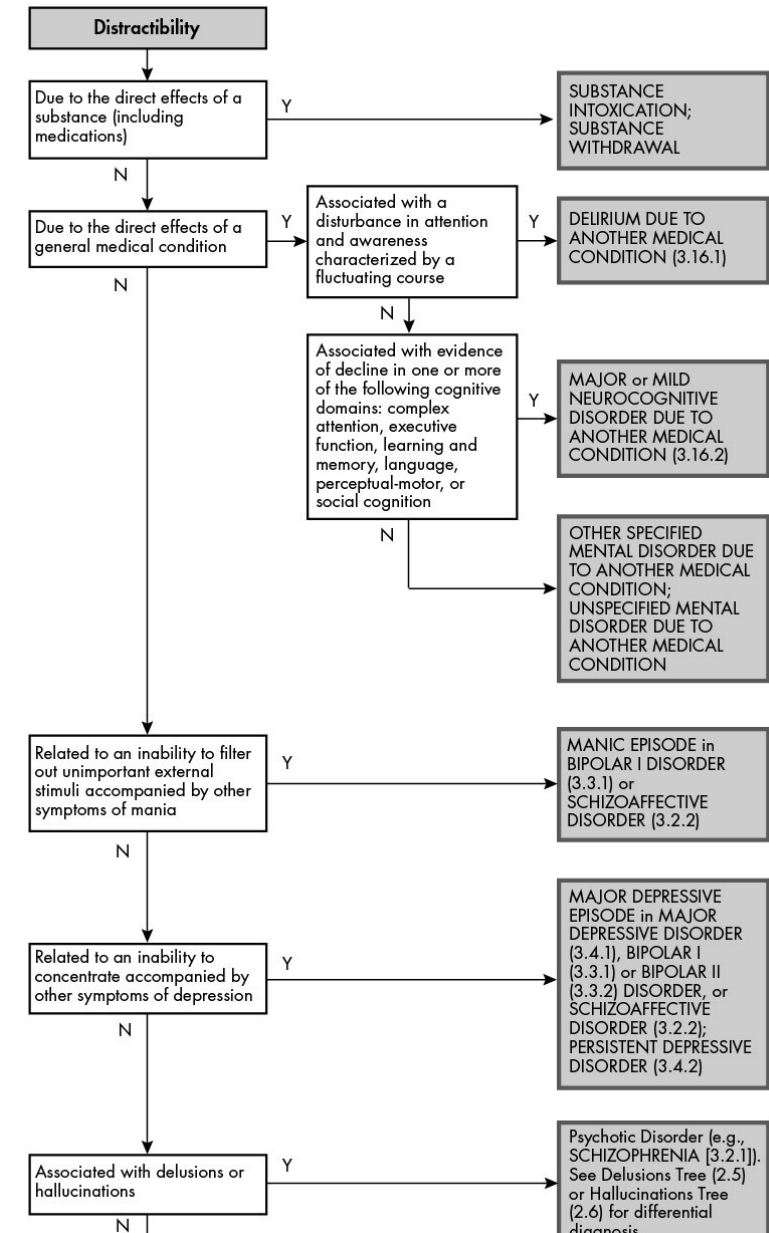 Distractibility
Due to the direct effects of a
substance (including
medications)
Y
SUBSTANCE
INTOXICATION;
SUBSTANCE
WITHDRAWAL
N
Due to the direct effects of a
general medical condition
Y
Associated with a
disturbance in attention
and awareness
characterized by a
fluctuating course
Y
DELIRIUM DUE TO
ANOTHER MEDICAL
CONDITION (3.16.1)
N
N
Associated with evidence
of decline in one or more
of the following cognitive
domains: complex
attention, executive
function, learning and
memory, language,
perceptual-motor, or
social cognition
Y
MAJOR or MILD
NEUROCOGNITIVE
DISORDER DUE TO
ANOTHER MEDICAL
CONDITION (3.16.2)
N
OTHER SPECIFIED
MENTAL DISORDER DUE
TO ANOTHER MEDICAL
CONDITION;
UNSPECIFIED MENTAL
DISORDER DUE TO
ANOTHER MEDICAL
CONDITION
Related to an inability to filter
out unimportant external
stimuli accompanied by other
symptoms of mania
Y
MANIC EPISODE in
BIPOLAR I DISORDER
(3.3.1) or
SCHIZOAFFECTIVE
DISORDER (3.2.2)
N
Related to an inability to
concentrate accompanied by
other symptoms of depression
Y
MAJOR DEPRESSIVE
EPISODE in MAJOR
DEPRESSIVE DISORDER
(3.4.1), BIPOLAR I
(3.3.1) or BIPOLAR II
(3.3.2) DISORDER, or
SCHIZOAFFECTIVE
DISORDER (3.2.2);
PERSISTENT DEPRESSIVE
DISORDER (3.4.2)
N
Associated with delusions or
hallucinations
Y
Psychotic Disorder (e.g.,
SCHIZOPHRENIA [3.2.1]).
See Delusions Tree (2.5)
or Hallucinations Tree
(2.6) for differential
diagnosis
N